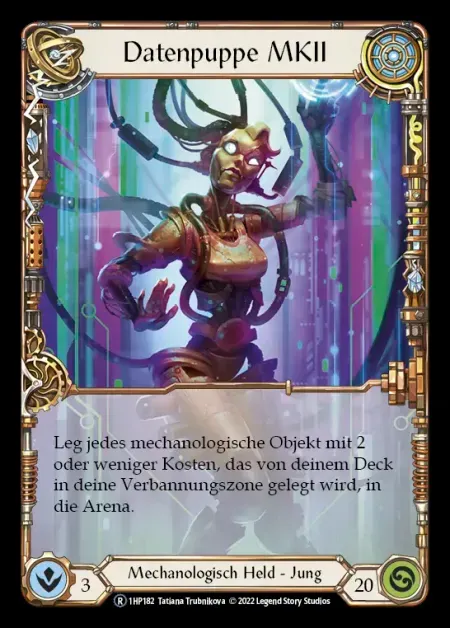 Datenpuppe MKII
Leg jedes mechanologische Objekt mit 2
oder weniger Kosten, das von deinem Deck
in deine Verbannungszone gelegt wird, in
die Arena.
3
Mechanologisch Held - Jung
20
R 1HP182 Tatiana Trubnikova © 2022 Legend Story Studios